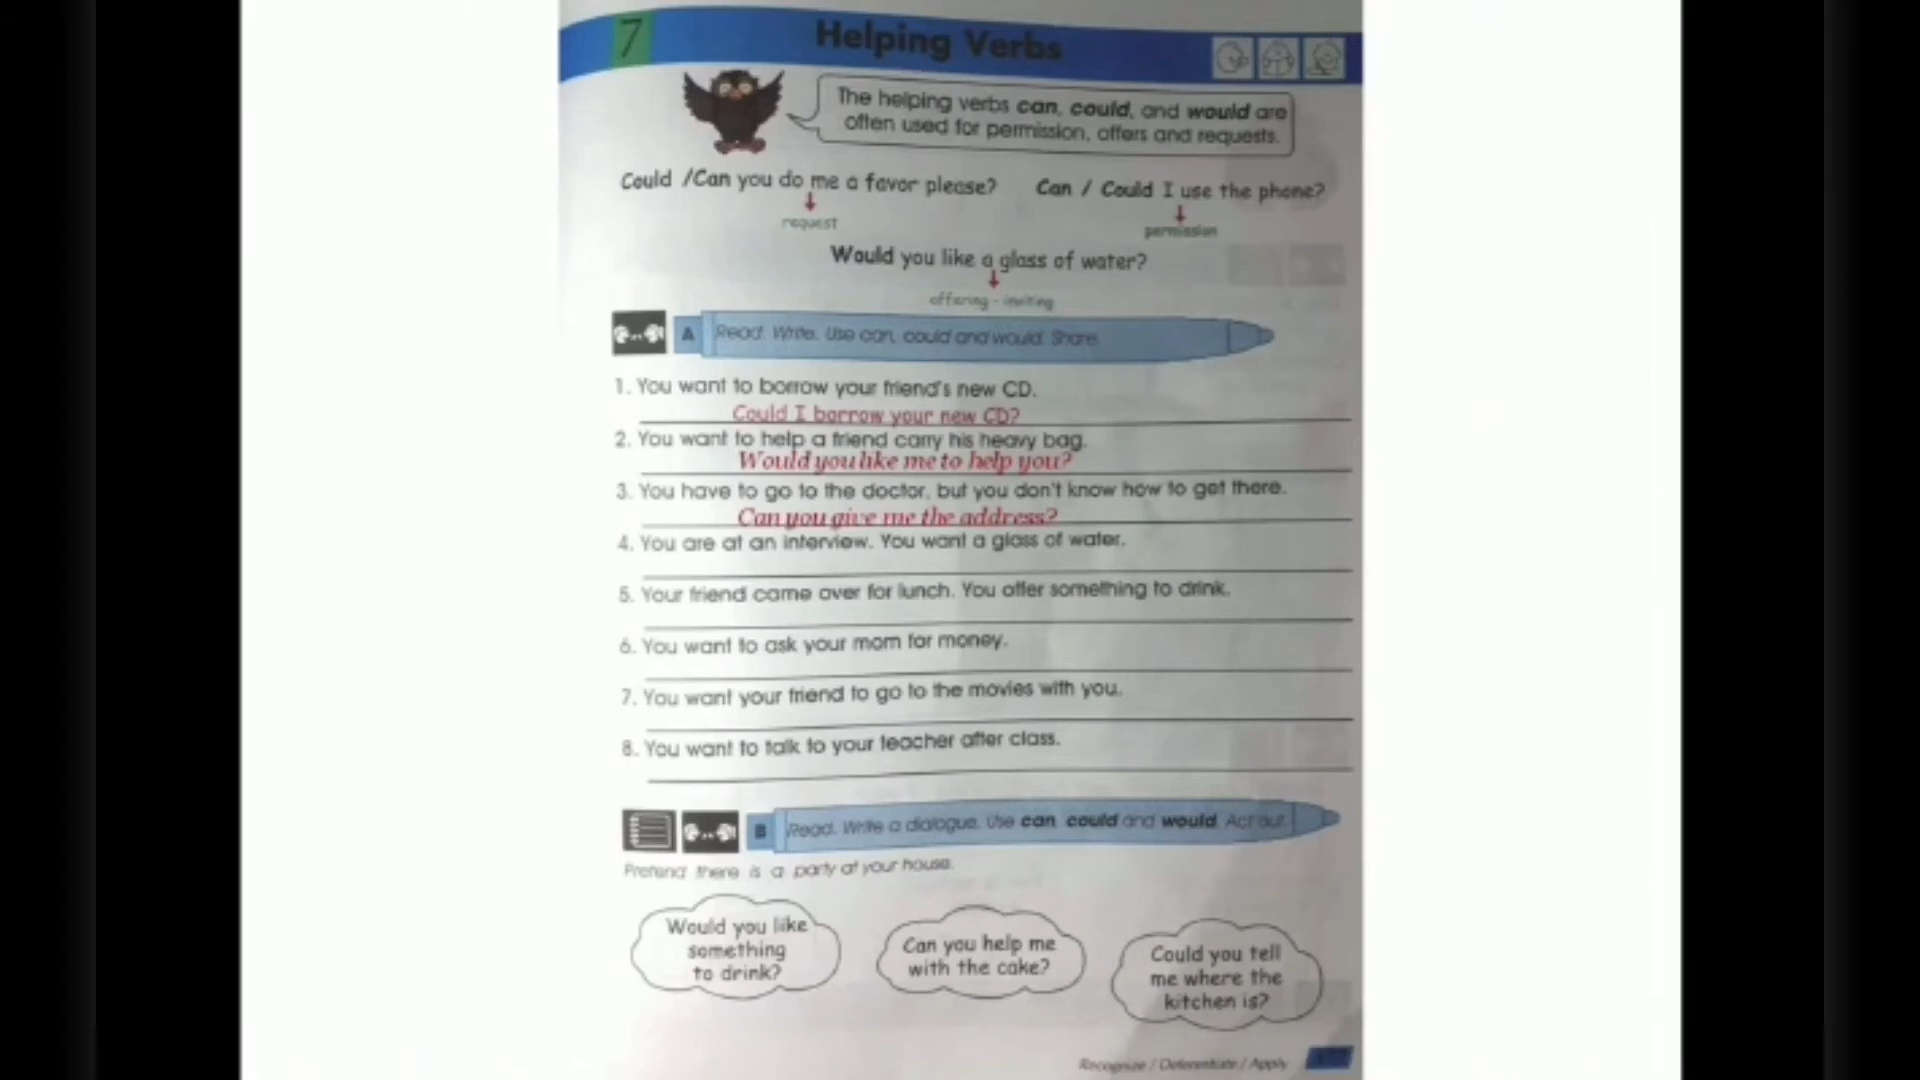 7 Helping Verbs
The helping verbs can, could, and would are
often used for permission, offers and requests.
Could /Can you do me a favor please? Can / Could I use the phone?
request
permission
Would you like a glass of water?
offering - inviting
A Read. Write. Use can, could and would. Share.
1. You want to borrow your friend's new CD.
Could I borrow your new CD?
2. You want to help a friend carry his heavy bag.
Would you like me to help you?
3. You have to go to the doctor, but you don't know how to get there.
Can you give me the address?
4. You are at an interview. You want a glass of water.
5. Your friend came over for lunch. You offer something to drink.
6. You want to ask your mom for money.
7. You want your friend to go to the movies with you.
8. You want to talk to your teacher after class.
B Read. Write a dialogue. Use can, could and would. Act out.
Pretend there is a party at your house.
Would you like
something
to drink?
Can you help me
with the cake?
Could you tell
me where the
kitchen is?
Recognize / Deferentiate / Apply